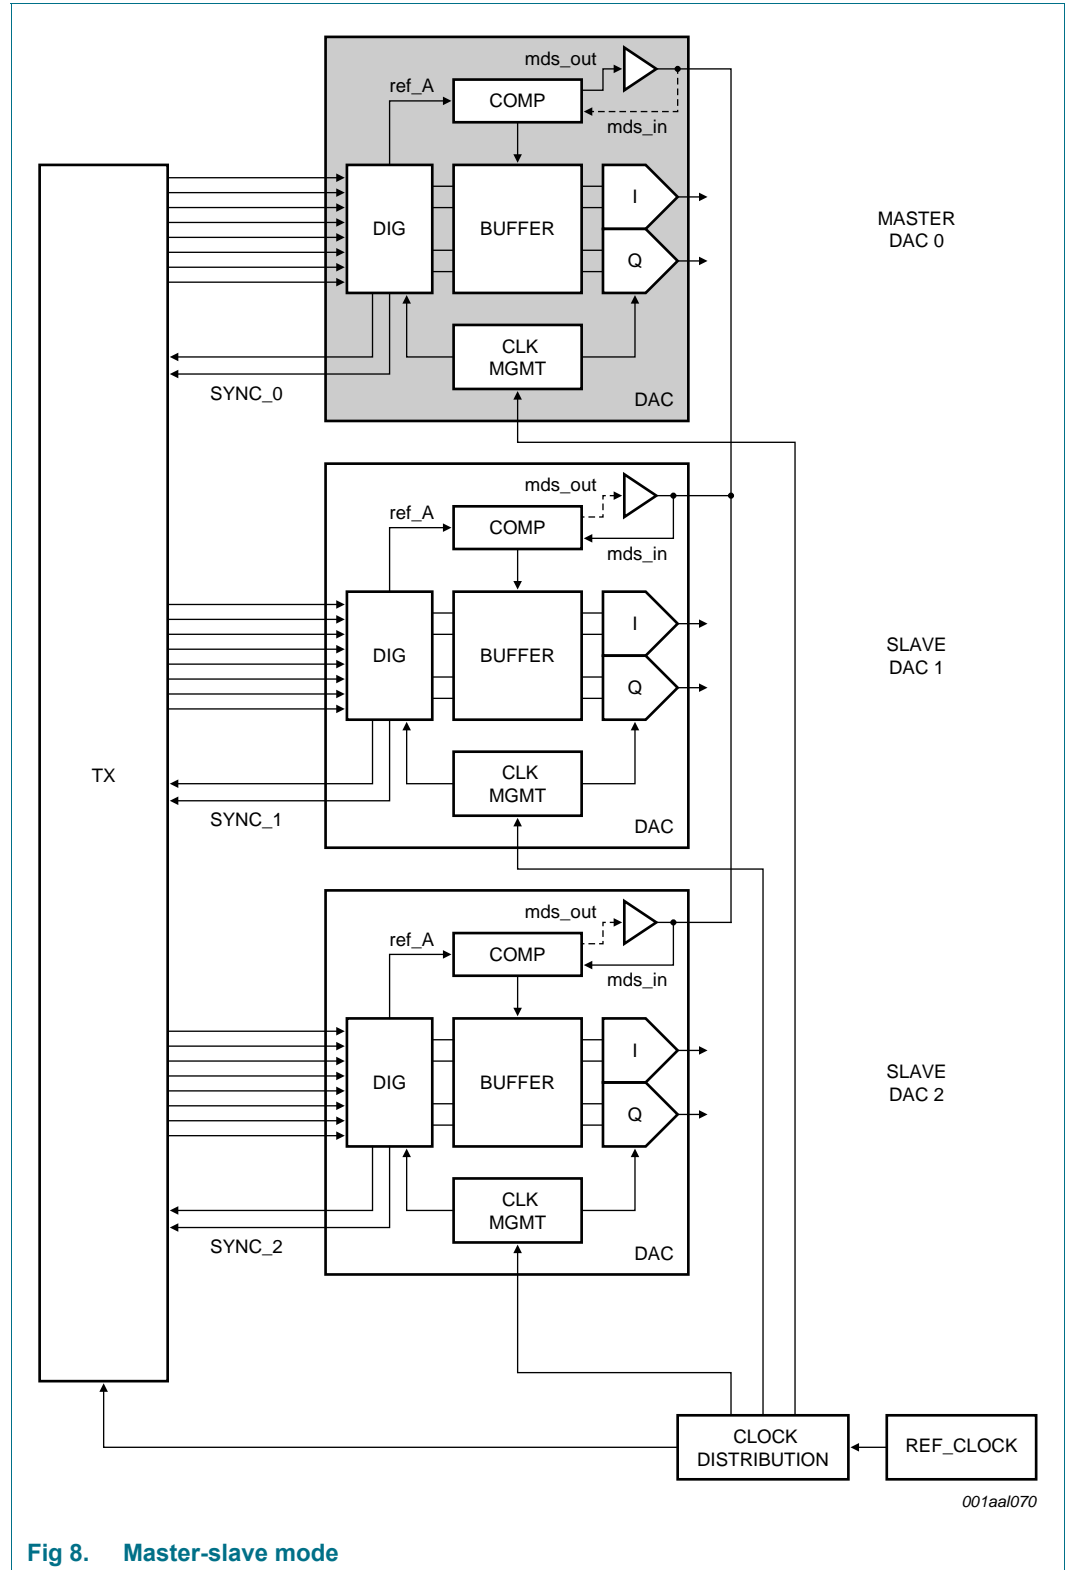 mds_out
ref_A
COMP
mds_in
DIG
BUFFER
I
Q
MASTER
DAC 0
CLK
MGMT
SYNC_0
DAC
mds_out
ref_A
COMP
mds_in
DIG
BUFFER
I
Q
SLAVE
DAC 1
TX
CLK
MGMT
SYNC_1
DAC
mds_out
ref_A
COMP
mds_in
DIG
BUFFER
I
Q
SLAVE
DAC 2
CLK
MGMT
SYNC_2
DAC
CLOCK
DISTRIBUTION
REF_CLOCK
001aal070
Fig 8. Master-slave mode